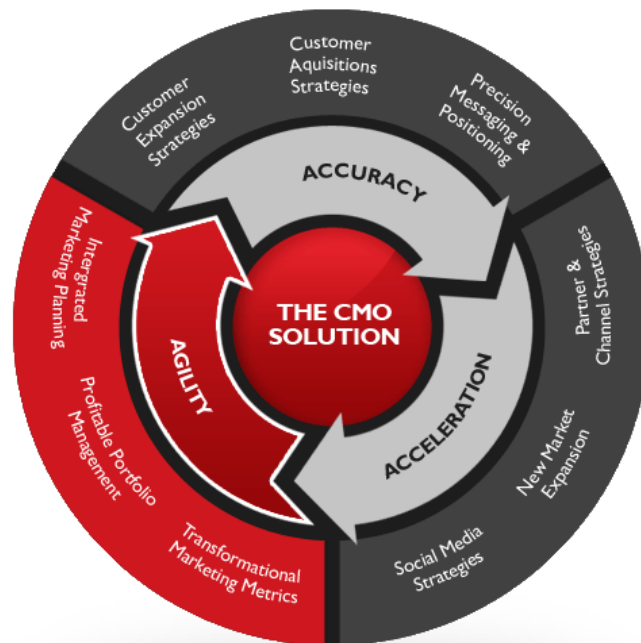 Customer
Expansion
Strategies
Customer
Aquisitions
Strategies
Precision
Messaging &
Positioning
ACCURACY
Intergrated
Marketing Planning
THE CMO
SOLUTION
Partner &
Channel Strategies
AGILITY
ACCELERATION
Profitable Portfolio
Management
New Market
Expansion
Transformational
Marketing Metrics
Social Media
Strategies